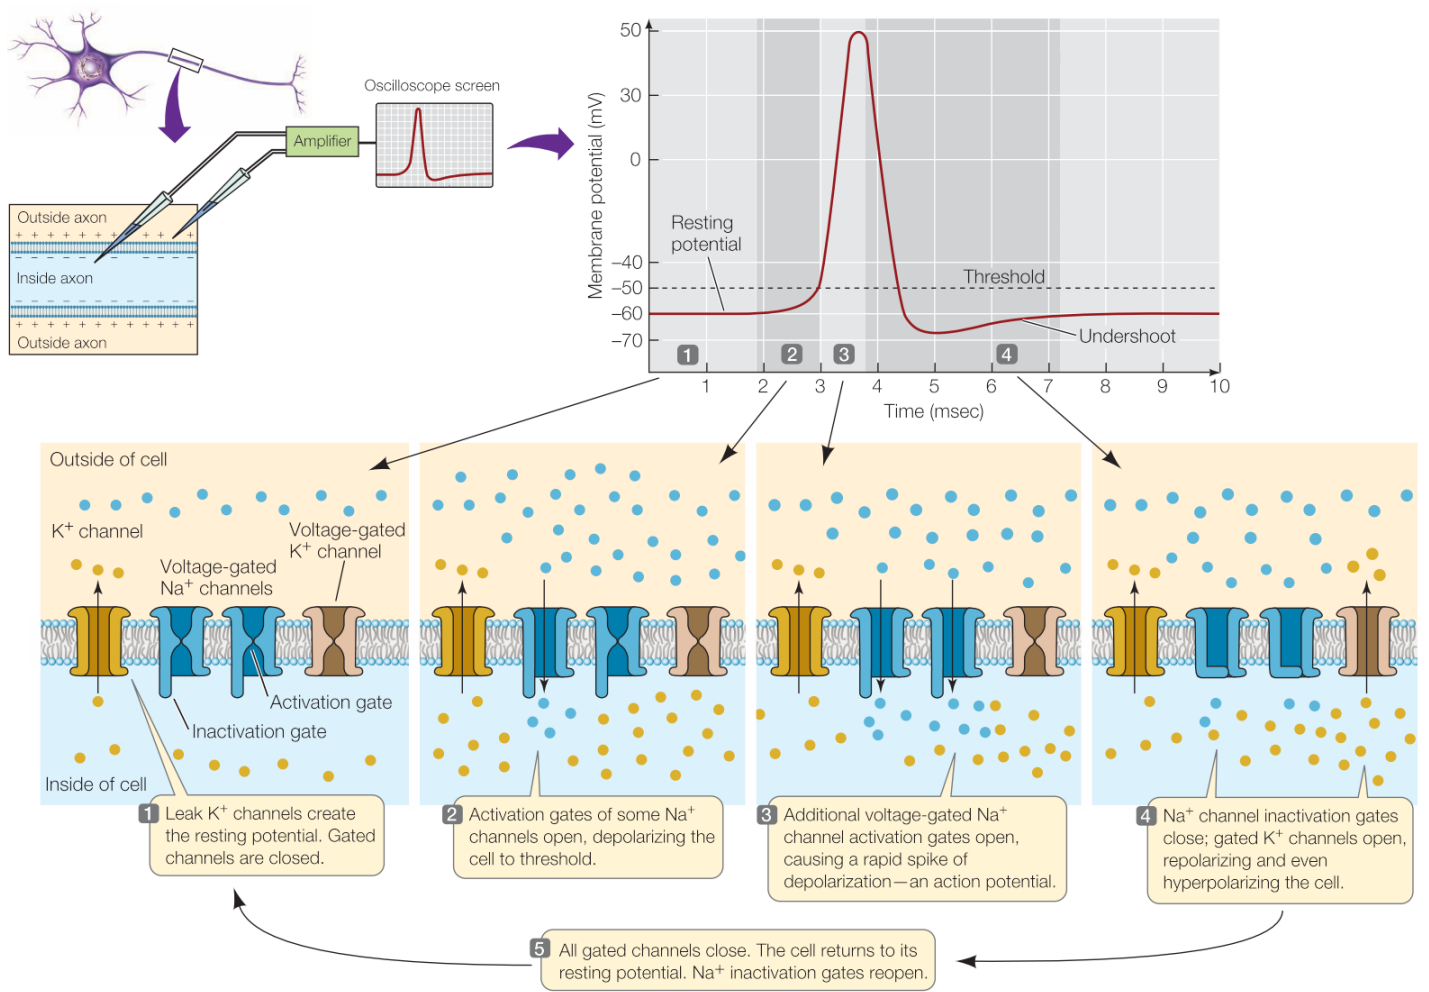 Oscilloscope screen
Amplifier
Outside axon
+ + + + + + + + + + +
– – – – – – – – –
Inside axon
– – – – – – – – – – –
+ + + + + + + + + + + +
Outside axon
Membrane potential (mV)
50
30
0
–40
–50
–60
–70
Resting
potential
Threshold
Undershoot
1
2
3
4
1 2 3 4 5 6 7 8 9 10
Time (msec)
Outside of cell
K+ channel
Voltage-gated
K+ channel
Voltage-gated
Na+ channels
Activation gate
Inactivation gate
Inside of cell
1 Leak K+ channels create
the resting potential. Gated
channels are closed.
2 Activation gates of some Na+
channels open, depolarizing the
cell to threshold.
3 Additional voltage-gated Na+
channel activation gates open,
causing a rapid spike of
depolarization—an action potential.
4 Na+ channel inactivation gates
close; gated K+ channels open,
repolarizing and even
hyperpolarizing the cell.
5 All gated channels close. The cell returns to its
resting potential. Na+ inactivation gates reopen.